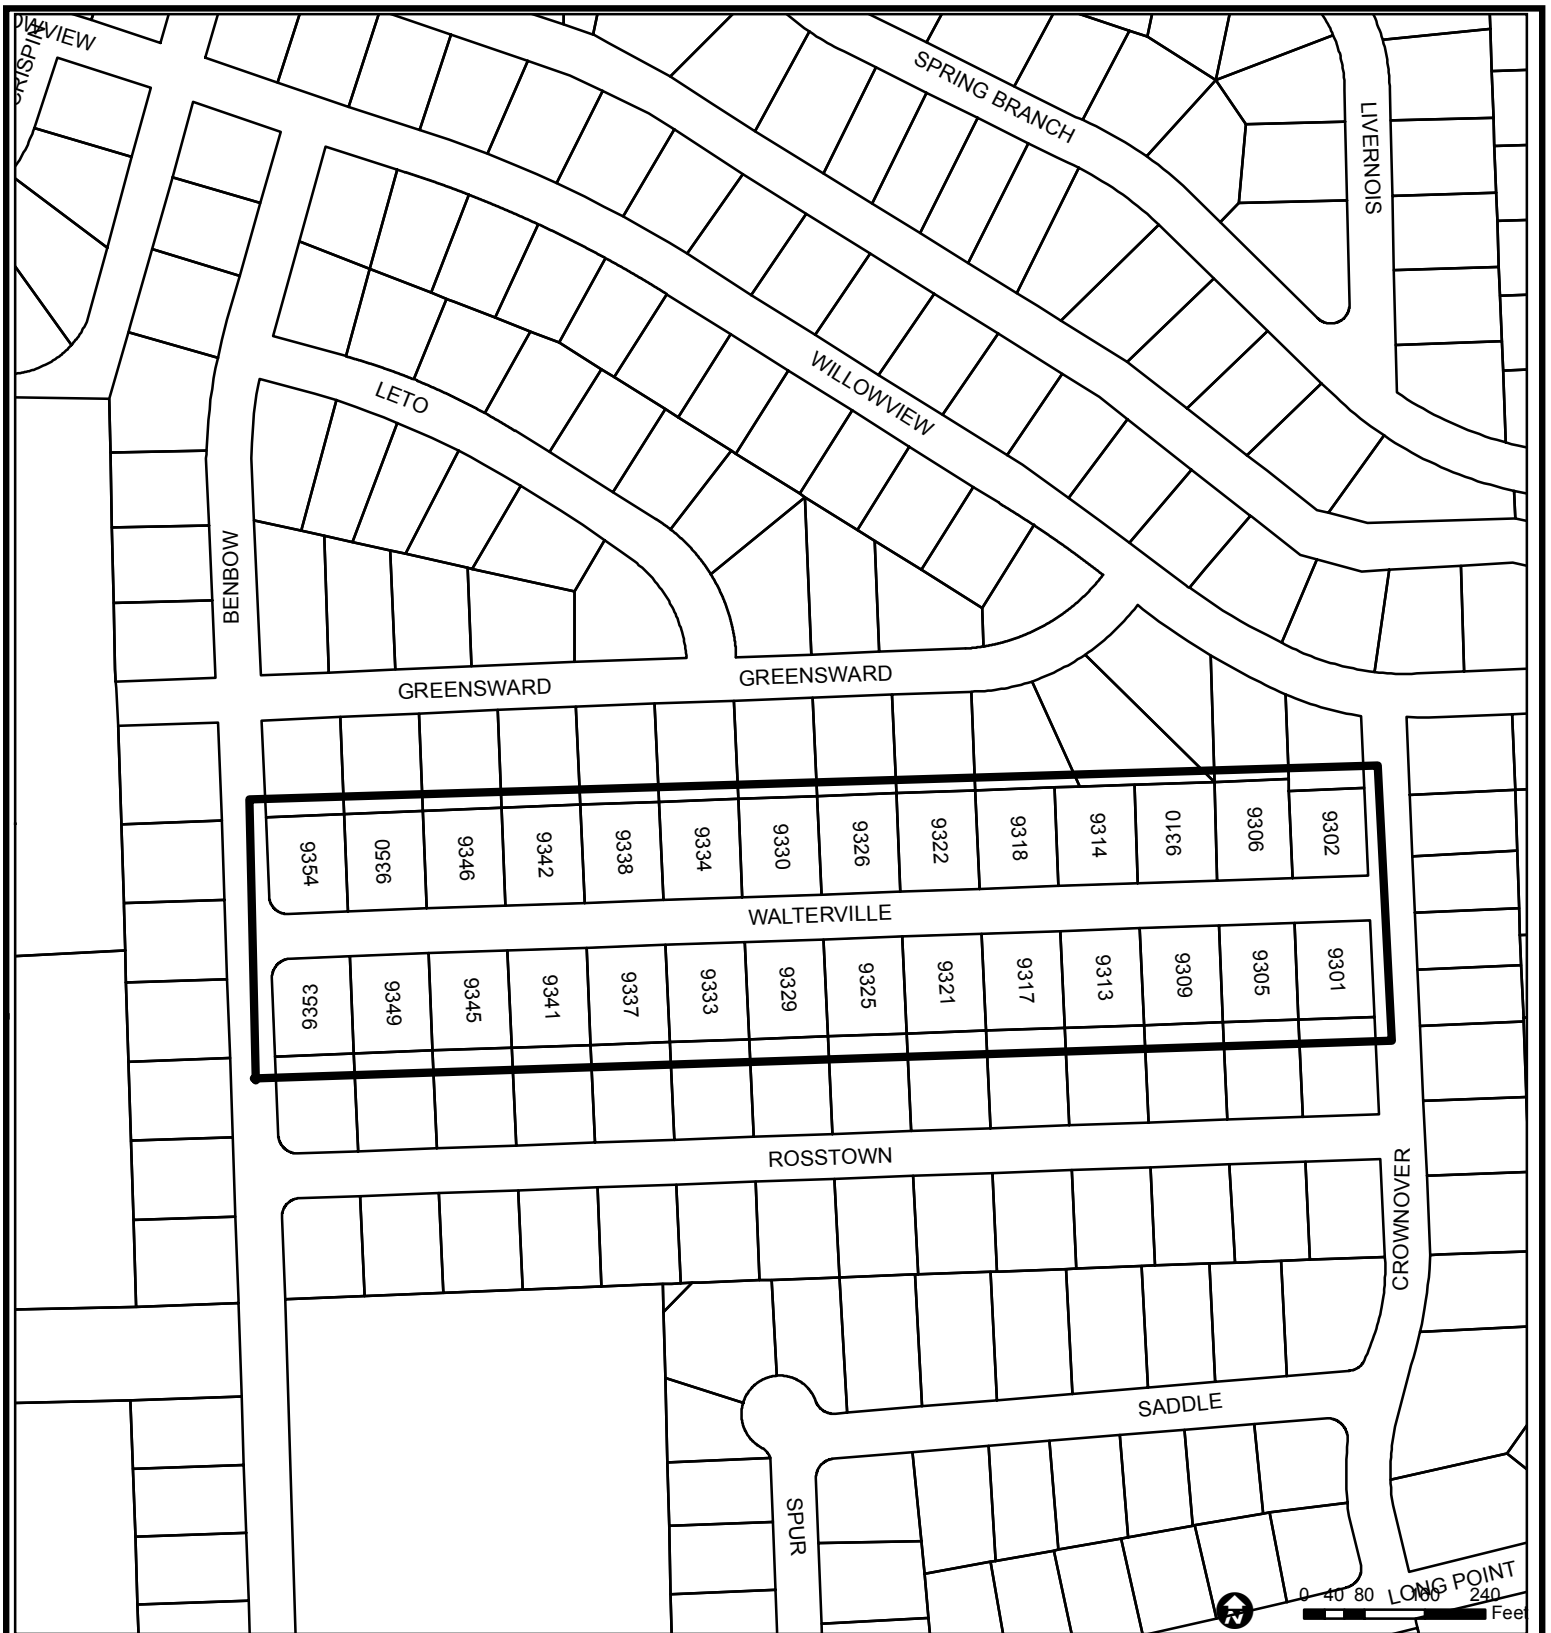 OWVIEW
CRISPIN
SPRING BRANCH
LIVERNOIS
LETO
WILLOWVIEW
BENBOW
GREENSWARD
GREENSWARD
9354
9350
9346
9342
9338
9334
9330
9326
9322
9318
9314
9310
9306
9302
WALTERVILLE
9353
9349
9345
9341
9337
9333
9329
9325
9321
9317
9313
9309
9305
9301
ROSSTOWN
CROWNOVER
SADDLE
SPUR
LONG POINT
N
0 40 80 160 240
Feet